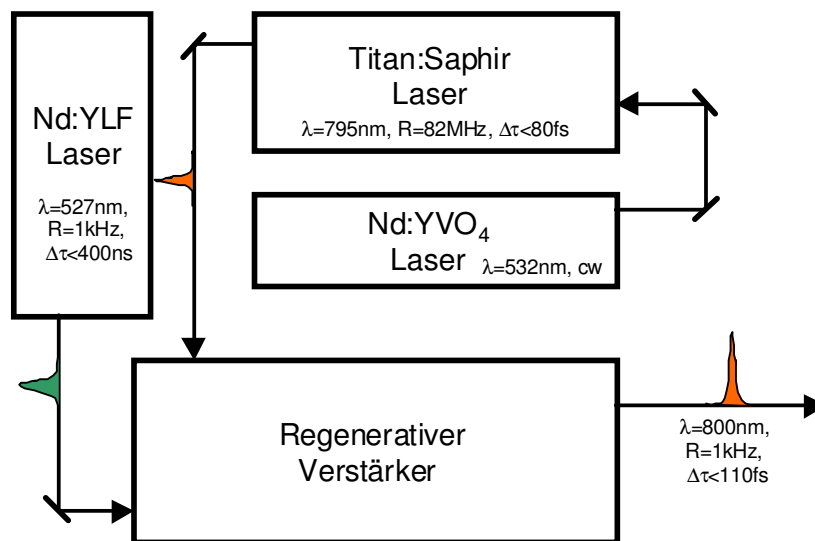 Titan:Saphir
Laser
λ=795nm, R=82MHz, Δτ<80fs
Nd:YLF
Laser
λ=527nm,
R=1kHz,
Δτ<400ns
Nd:YVO₄
Laser λ=532nm, cw
Regenerativer
Verstärker
λ=800nm,
R=1kHz,
Δτ<110fs